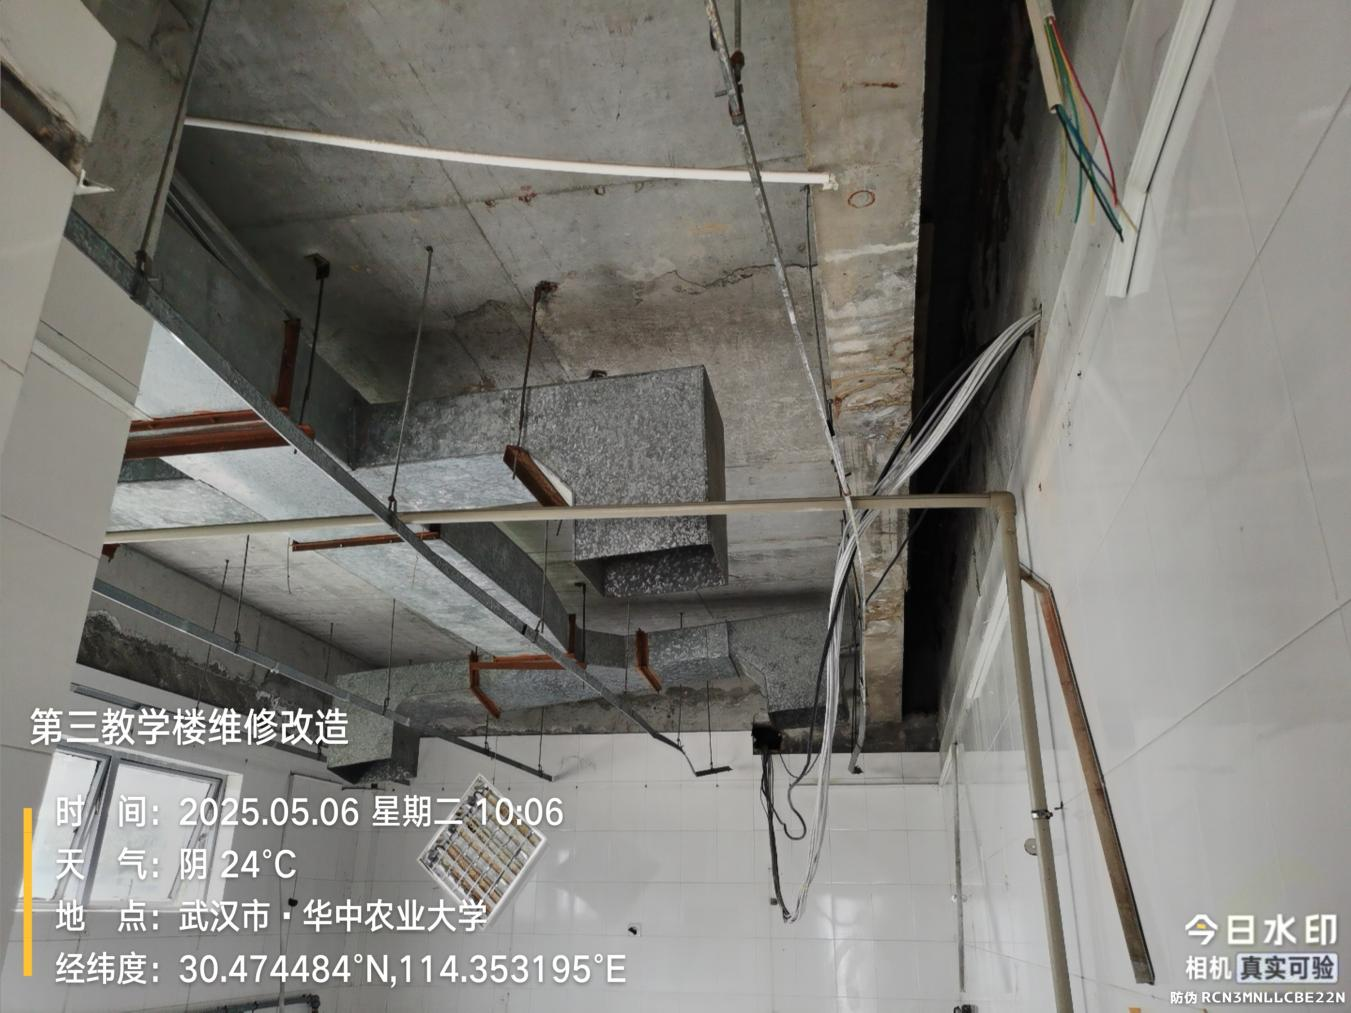 第三教学楼维修改造
时 间：2025.05.06 星期二 10:06
天 气：阴 24°C
地 点：武汉市·华中农业大学
经纬度：30.474484°N,114.353195°E
今日水印
相机 真实可验
防伪 RCN3MNLLCBE22N